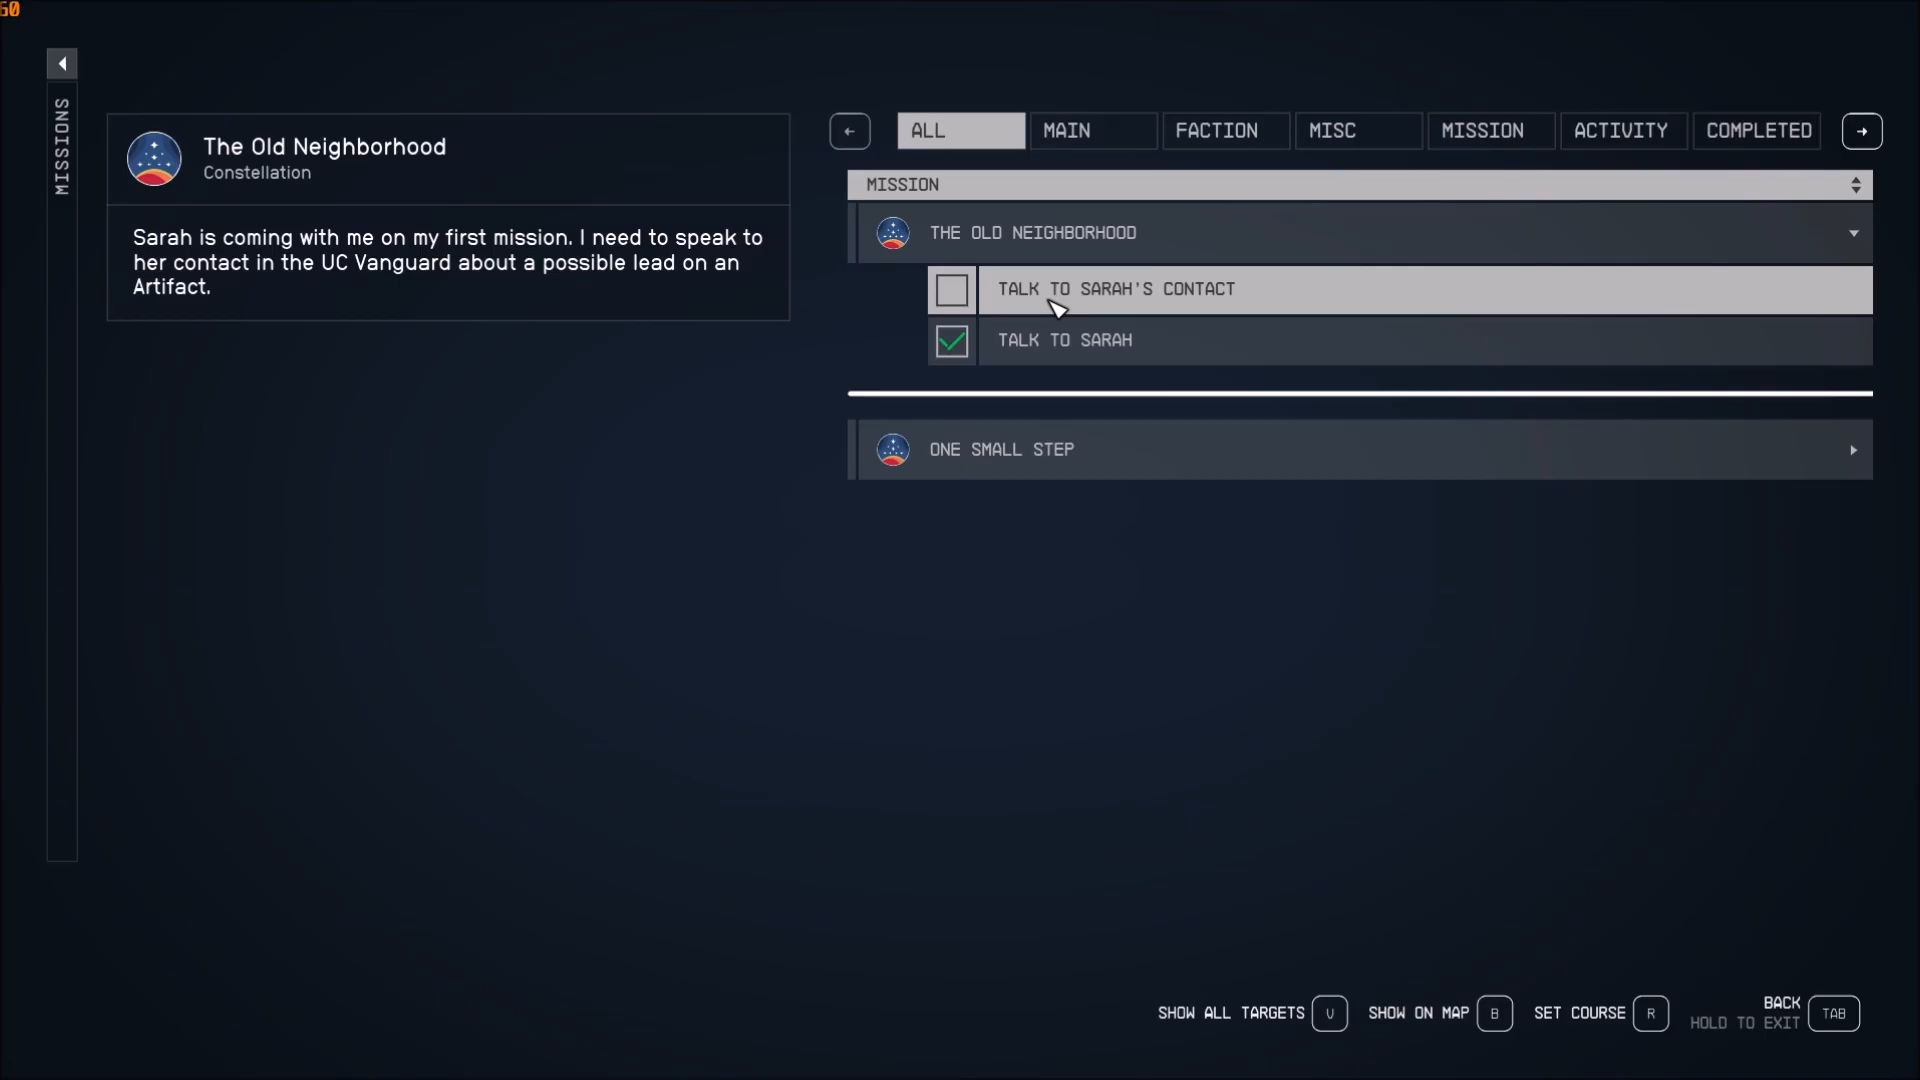 60
MISSIONS
The Old Neighborhood
Constellation
Sarah is coming with me on my first mission. I need to speak to
her contact in the UC Vanguard about a possible lead on an
Artifact.
ALL MAIN FACTION MISC MISSION ACTIVITY COMPLETED
MISSION
THE OLD NEIGHBORHOOD
TALK TO SARAH'S CONTACT
TALK TO SARAH
ONE SMALL STEP
SHOW ALL TARGETS V SHOW ON MAP B SET COURSE R BACK TAB
HOLD TO EXIT